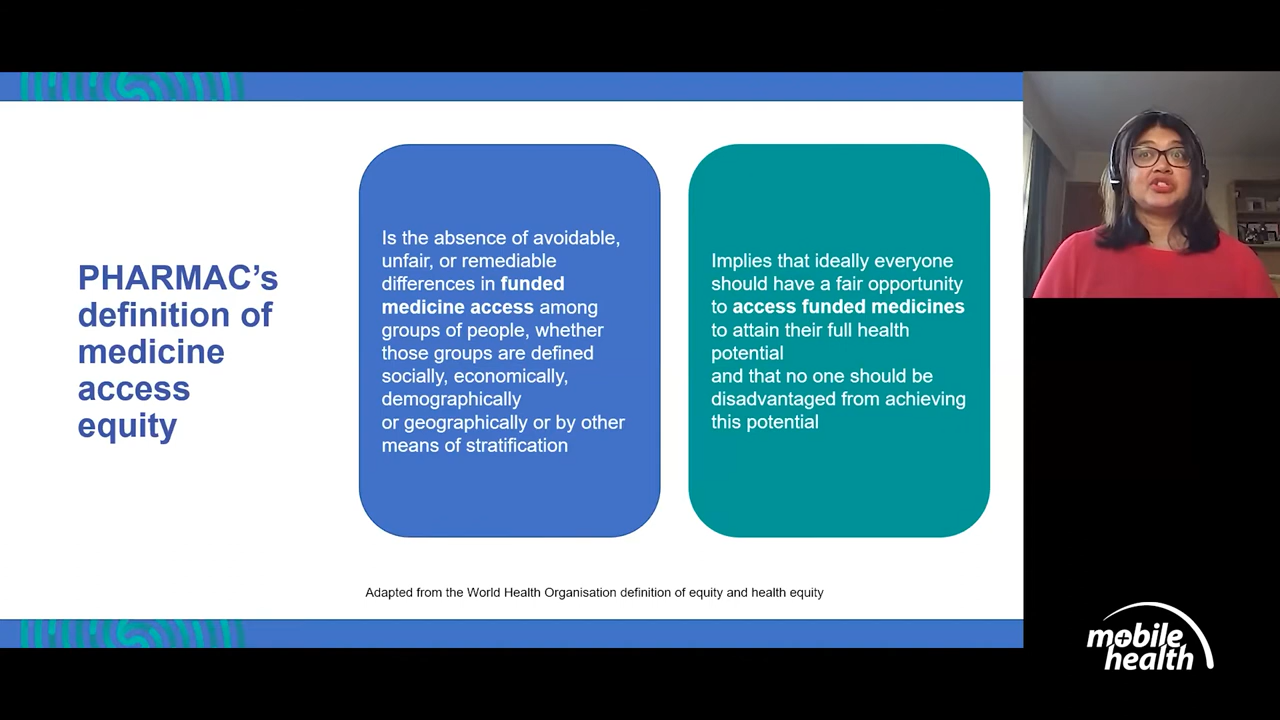 PHARMAC's
definition of
medicine
access
equity
Is the absence of avoidable,
unfair, or remediable
differences in funded
medicine access among
groups of people, whether
those groups are defined
socially, economically,
demographically
or geographically or by other
means of stratification
Implies that ideally everyone
should have a fair opportunity
to access funded medicines
to attain their full health
potential
and that no one should be
disadvantaged from achieving
this potential
Adapted from the World Health Organisation definition of equity and health equity
mobile
health